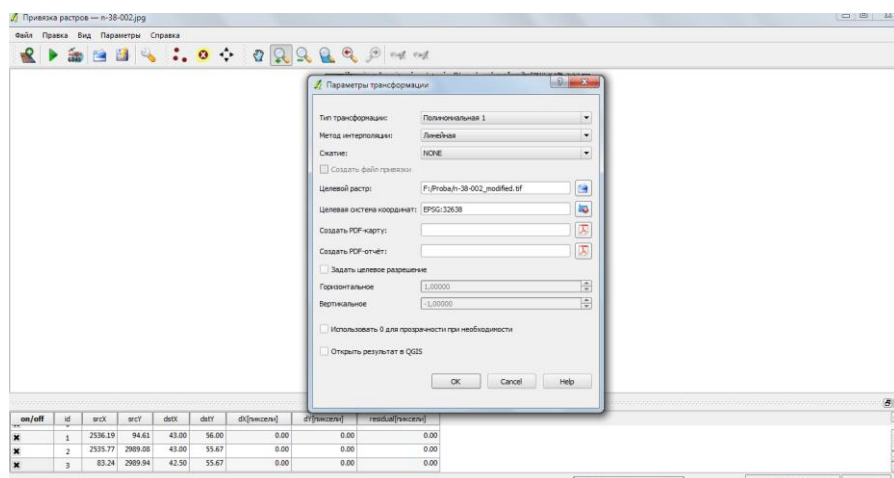 Привязка растров — n-38-002.jpg
Файл Правка Вид Параметры Справка
Параметры трансформации
Тип трансформации: Полиномиальная 1
Метод интерполяции: Линейная
Сжатие: NONE
Создать файл привязки
Целевой растр: F:/Proba/n-38-002_modified.tif
Целевая система координат: EPSG:32638
Создать PDF-карту:
Создать PDF-отчёт:
Задать целевое разрешение
Горизонтальное 1,00000
Вертикальное -1,00000
Использовать 0 для прозрачности при необходимости
Открыть результат в QGIS
OK Cancel Help
on/off id srcX srcY dstX dstY dX[пиксели] dY[пиксели] residual[пиксели]
1 2536.19 94.61 43.00 56.00 0.00 0.00 0.00
2 2535.77 2989.08 43.00 55.67 0.00 0.00 0.00
3 83.24 2989.94 42.50 55.67 0.00 0.00 0.00